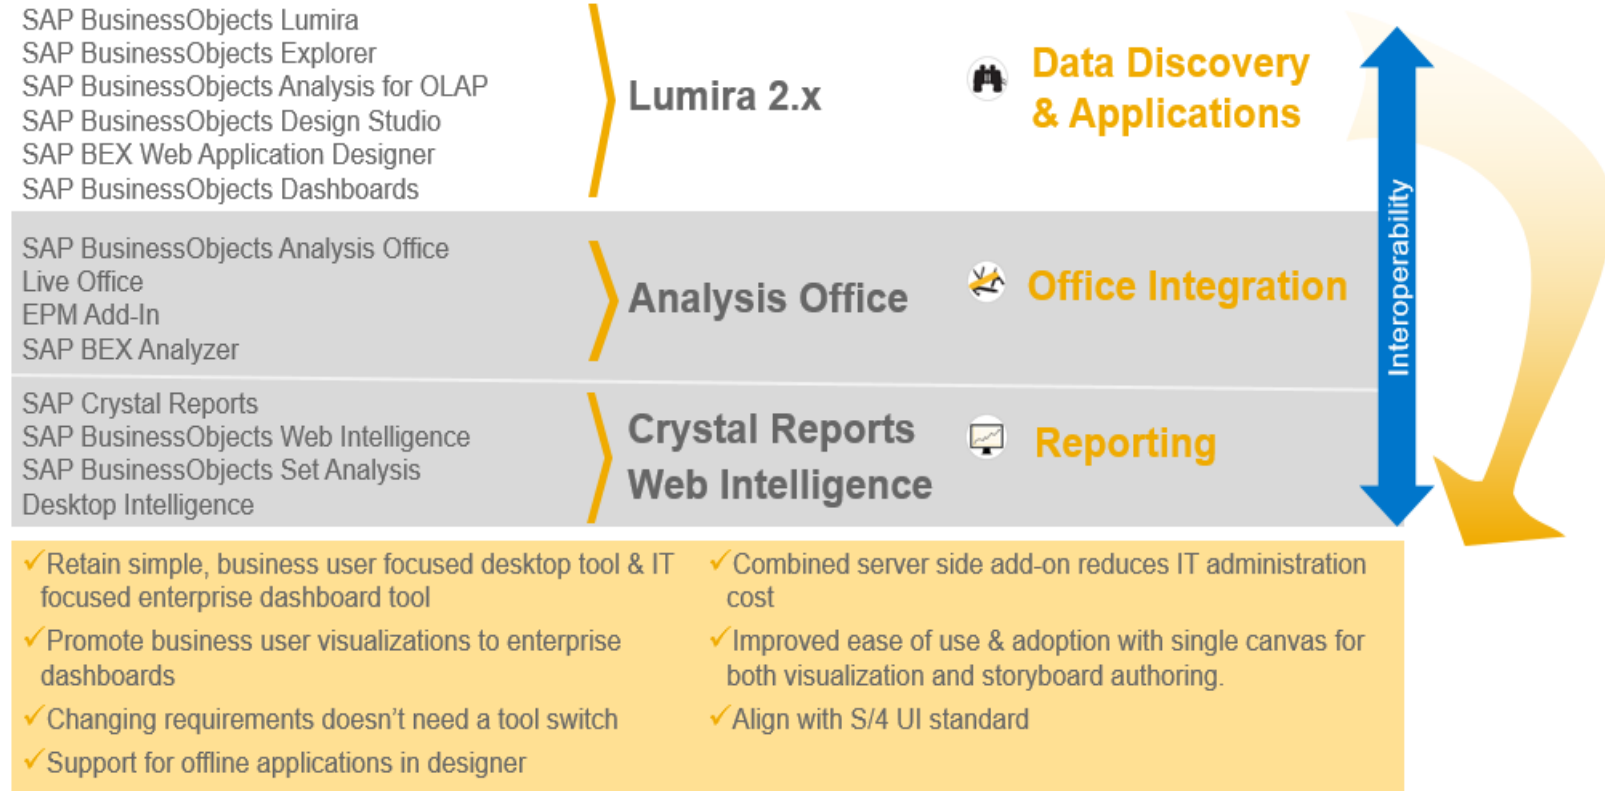 SAP BusinessObjects Lumira
SAP BusinessObjects Explorer
SAP BusinessObjects Analysis for OLAP
SAP BusinessObjects Design Studio
SAP BEX Web Application Designer
SAP BusinessObjects Dashboards
Lumira 2.x
Data Discovery
& Applications
SAP BusinessObjects Analysis Office
Live Office
EPM Add-In
SAP BEX Analyzer
Analysis Office
Office Integration
SAP Crystal Reports
SAP BusinessObjects Web Intelligence
SAP BusinessObjects Set Analysis
Desktop Intelligence
Crystal Reports
Web Intelligence
Reporting
Interoperability
✓Retain simple, business user focused desktop tool & IT
focused enterprise dashboard tool
✓Promote business user visualizations to enterprise
dashboards
✓Changing requirements doesn’t need a tool switch
✓Support for offline applications in designer
✓Combined server side add-on reduces IT administration
cost
✓Improved ease of use & adoption with single canvas for
both visualization and storyboard authoring.
✓Align with S/4 UI standard